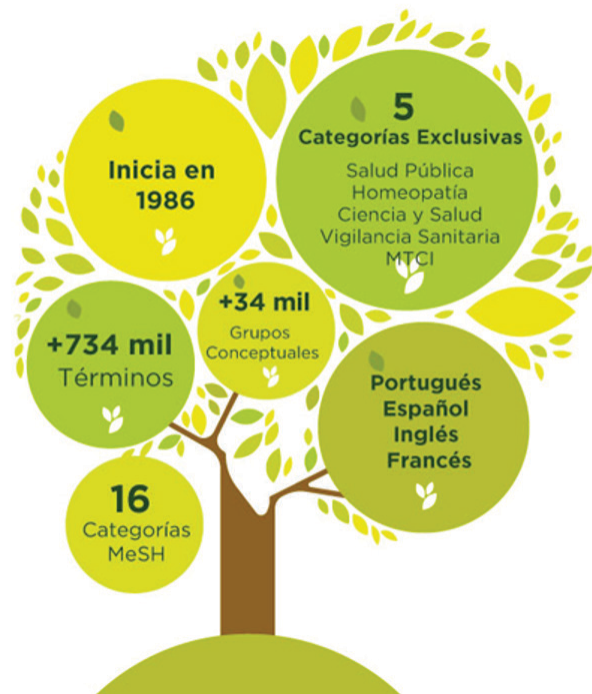 5
Categorías Exclusivas
Salud Pública
Homeopatía
Ciencia y Salud
Vigilancia Sanitaria
MTCI
Inicia en
1986
+34 mil
Grupos
Conceptuales
+734 mil
Términos
Portugués
Español
Inglés
Francés
16
Categorías
MeSH